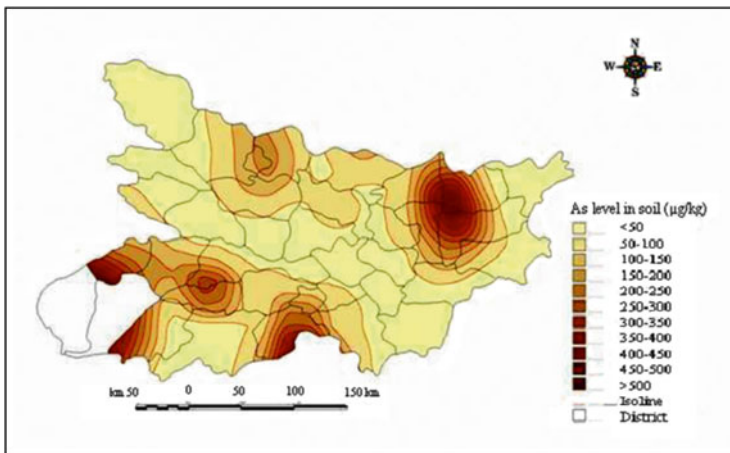 N
W E
S
As level in soil (µg/kg)
<50
50-100
100-150
150-200
200-250
250-300
300-350
350-400
400-450
450-500
>500
Isoline
District
km 50 0 50 100 150 km